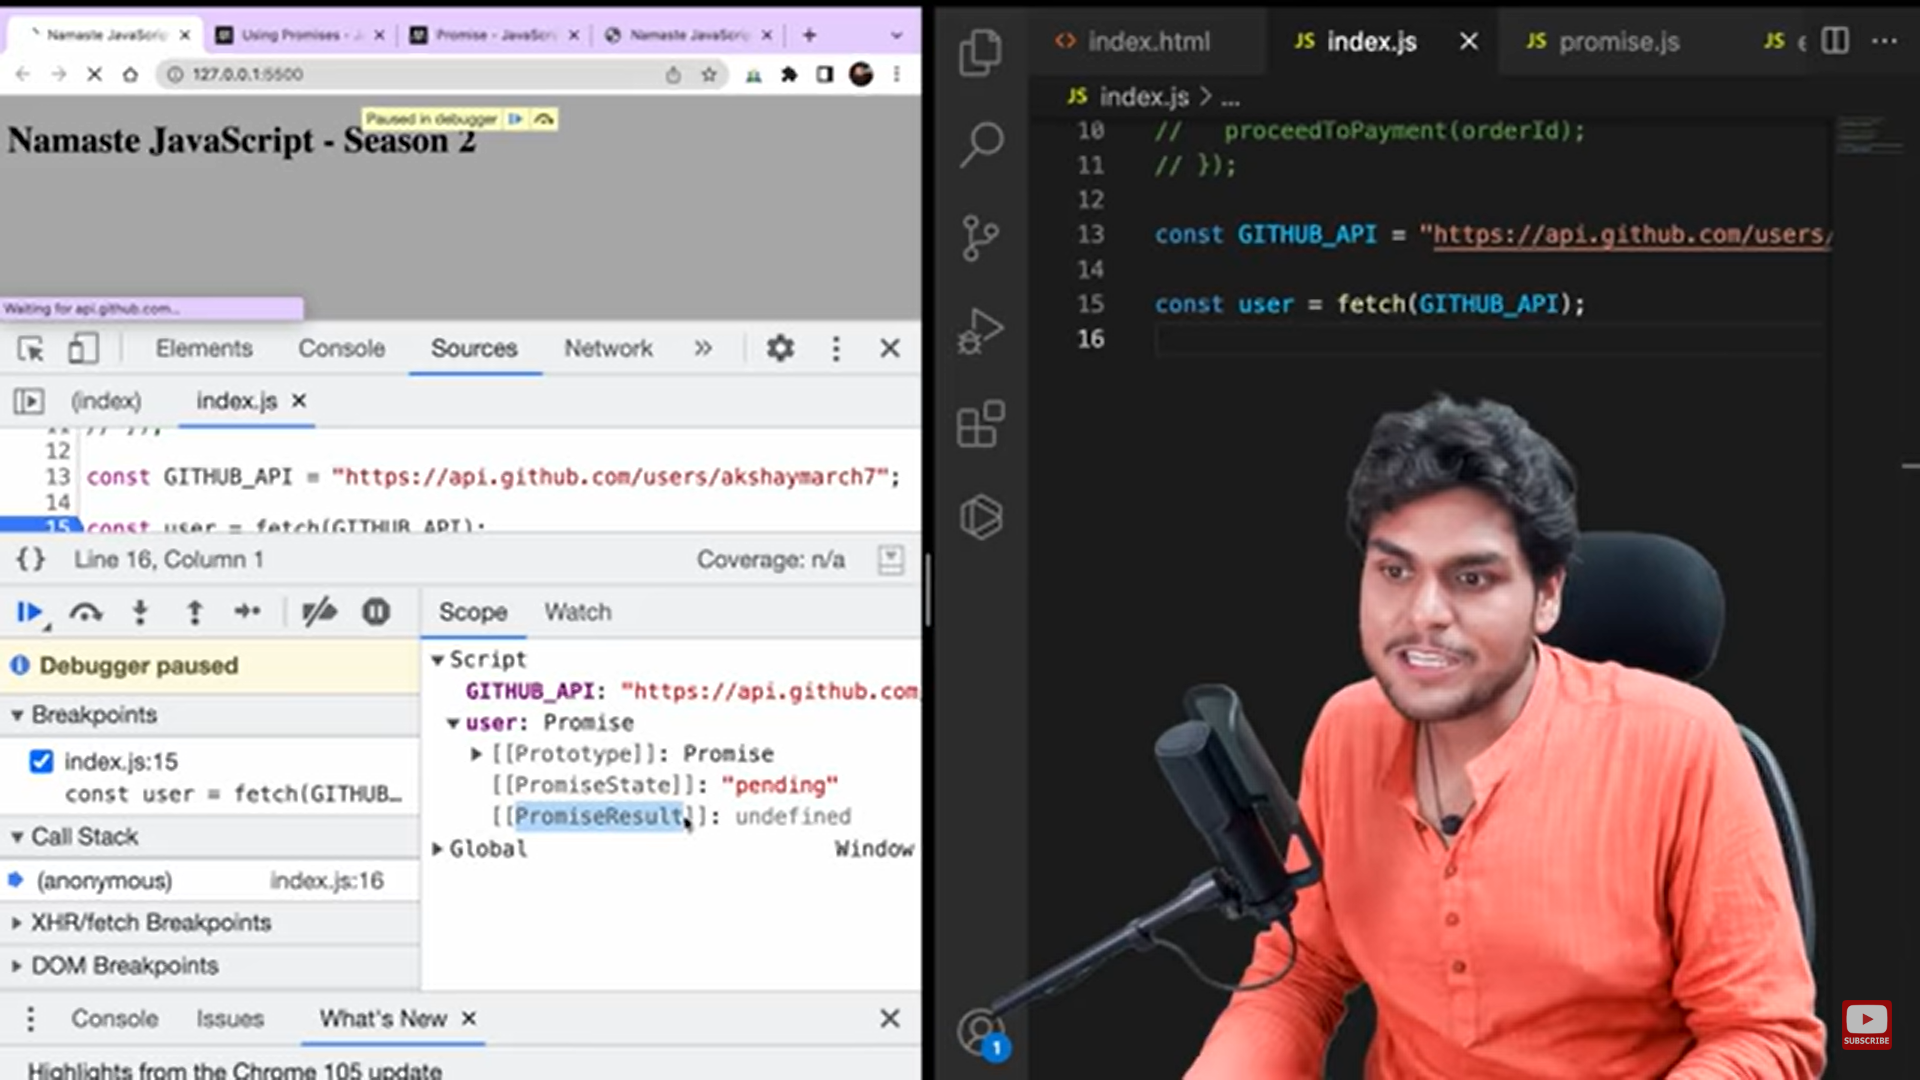 Namaste JavaScrip
Using Promises - J
Promise - JavaScri
Namaste JavaScrip
127.0.0.1:5500
Paused in debugger
Namaste JavaScript - Season 2
Waiting for api.github.com...
Elements Console Sources Network »
(index) index.js
11 // });
12
13 const GITHUB_API = "https://api.github.com/users/akshaymarch7";
14
15 const user = fetch(GITHUB_API);
{} Line 16, Column 1 Coverage: n/a
Scope Watch
Debugger paused
Breakpoints
index.js:15
const user = fetch(GITHUB…
Call Stack
(anonymous) index.js:16
XHR/fetch Breakpoints
DOM Breakpoints
Script
GITHUB_API: "https://api.github.com
user: Promise
[[Prototype]]: Promise
[[PromiseState]]: "pending"
[[PromiseResult]]: undefined
Global Window
Console Issues What's New
Highlights from the Chrome 105 update
index.html JS index.js JS promise.js JS e
JS index.js > ...
10 // proceedToPayment(orderId);
11 // });
12
13 const GITHUB_API = "https://api.github.com/users/
14
15 const user = fetch(GITHUB_API);
16
1
SUBSCRIBE